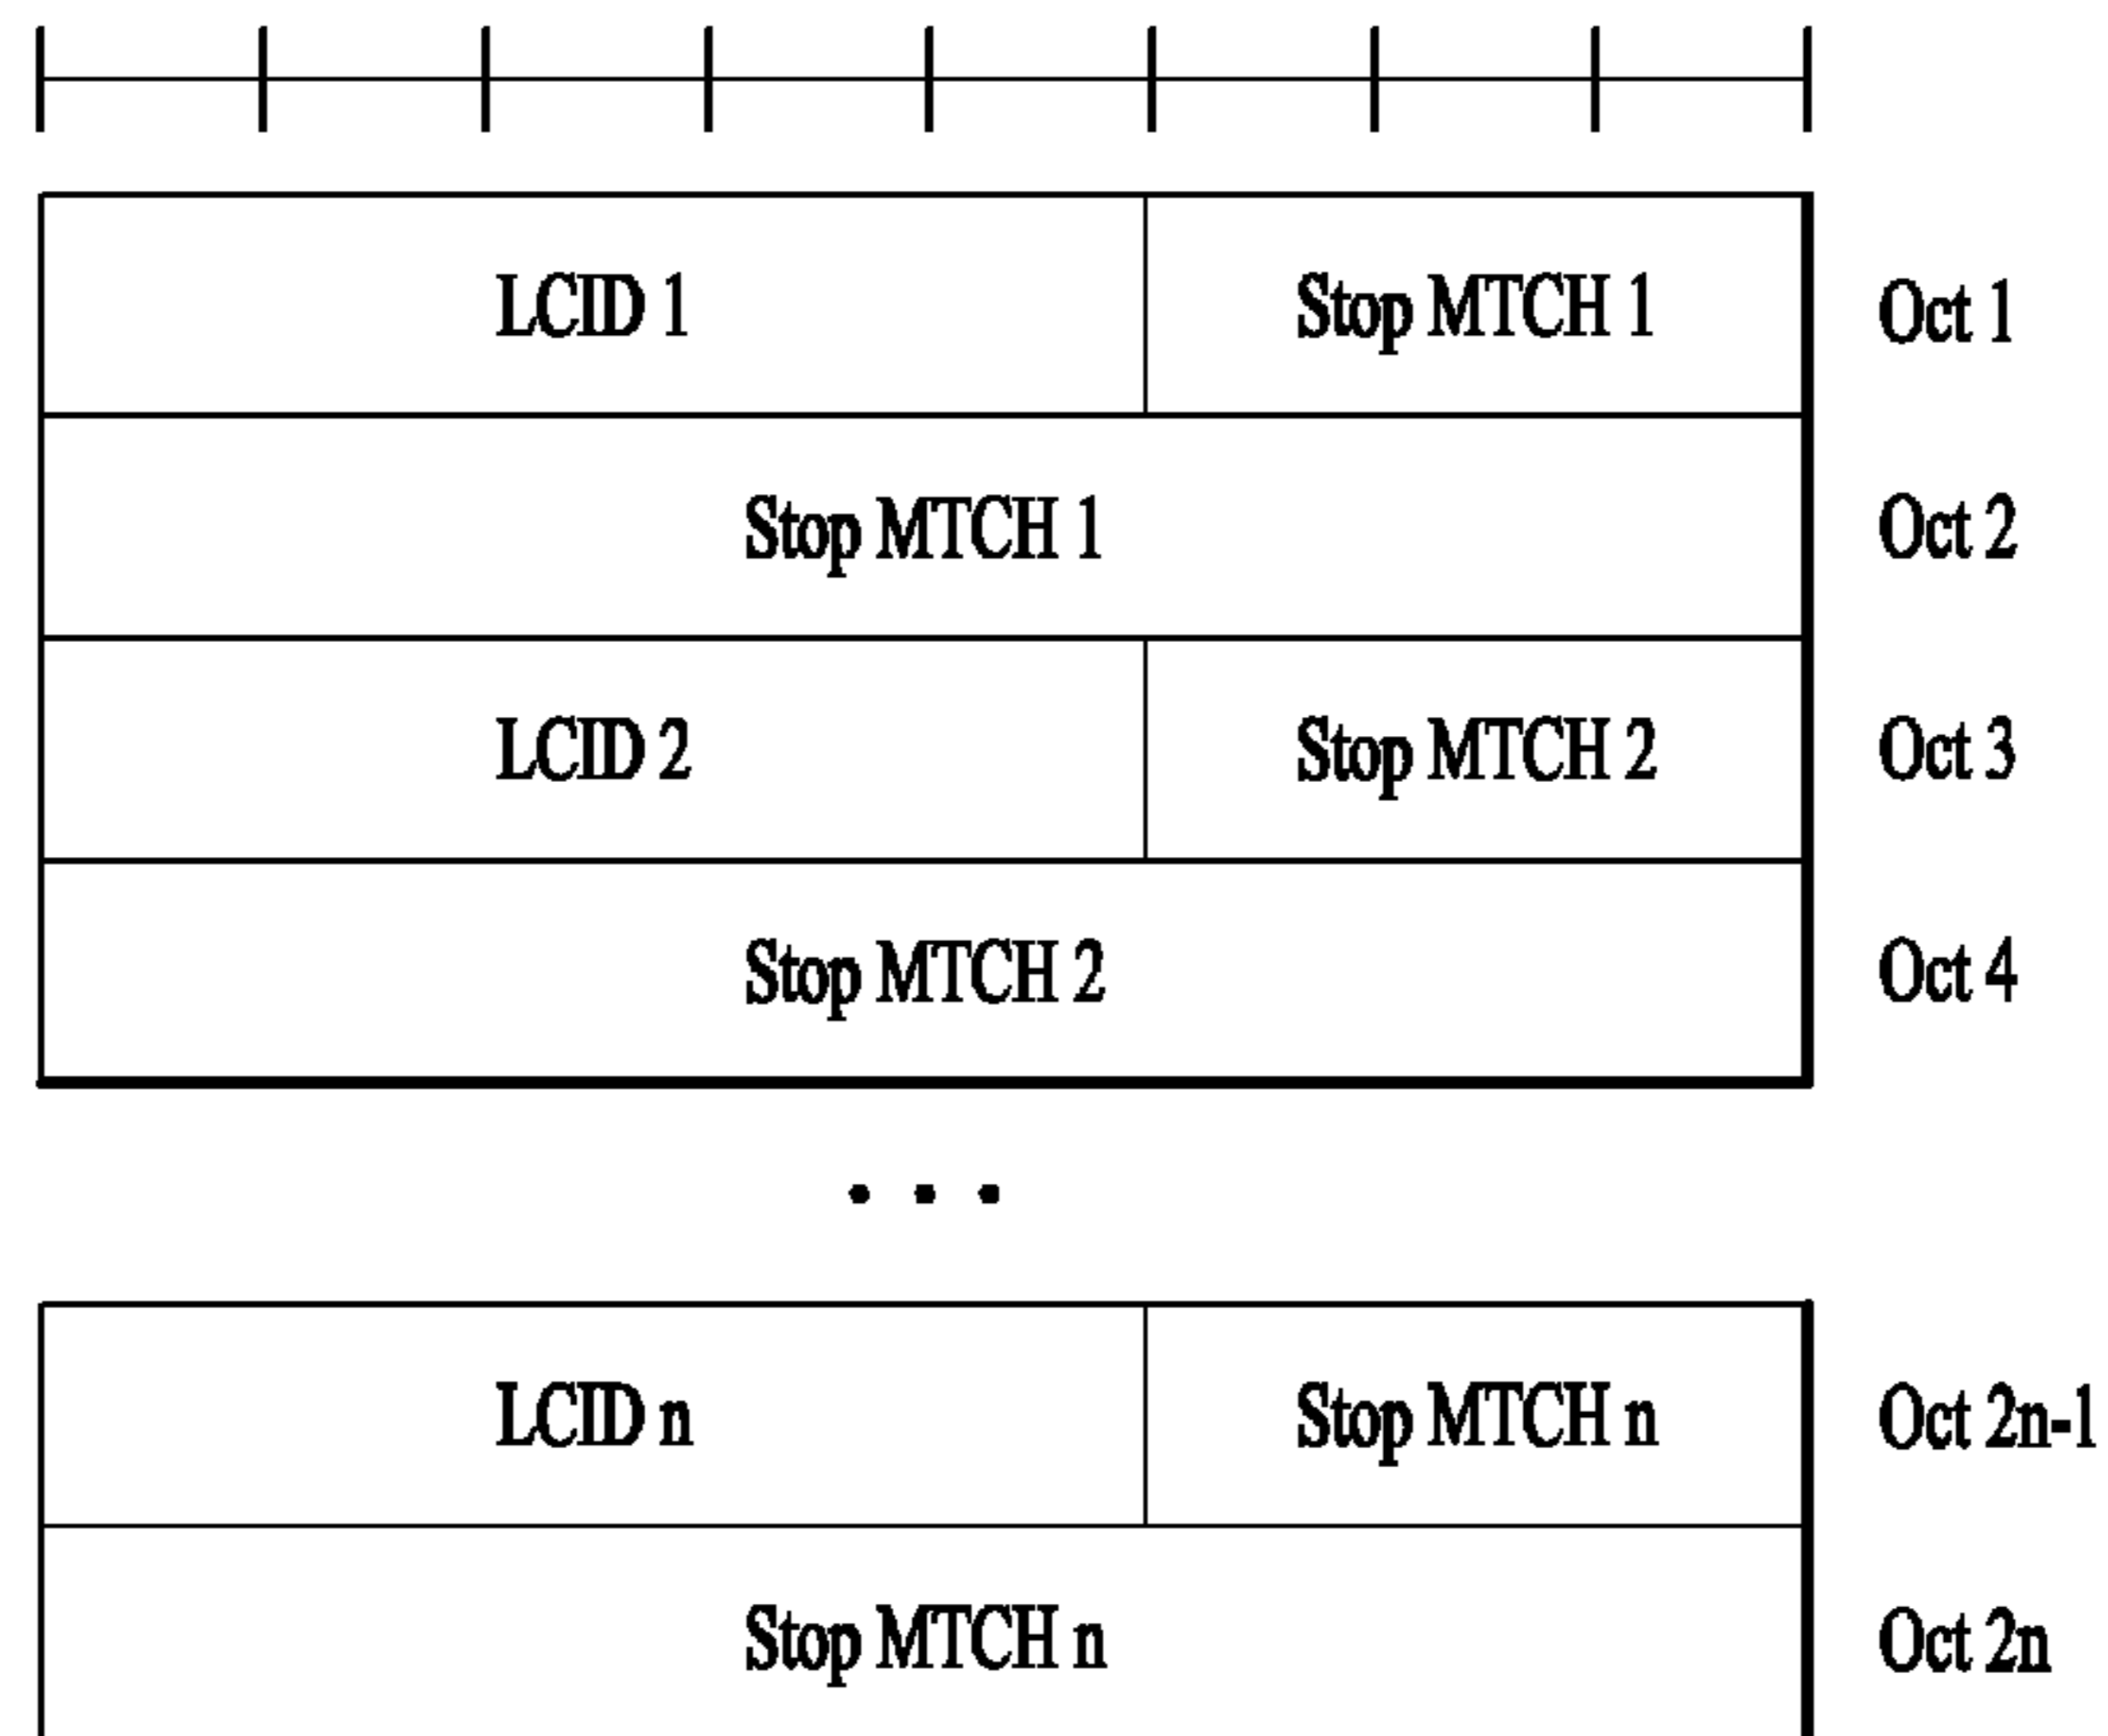 LCID 1 Stop MTCH 1 Oct 1
Stop MTCH 1 Oct 2
LCID 2 Stop MTCH 2 Oct 3
Stop MTCH 2 Oct 4
...
LCID n Stop MTCH n Oct 2n-1
Stop MTCH n Oct 2n